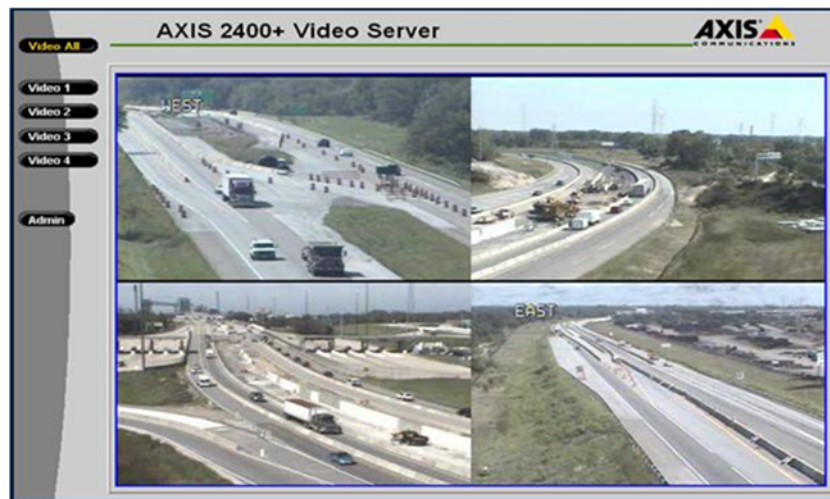 AXIS 2400+ Video Server
AXIS
COMMUNICATIONS
Video All
Video 1
Video 2
Video 3
Video 4
Admin
WEST
EAST